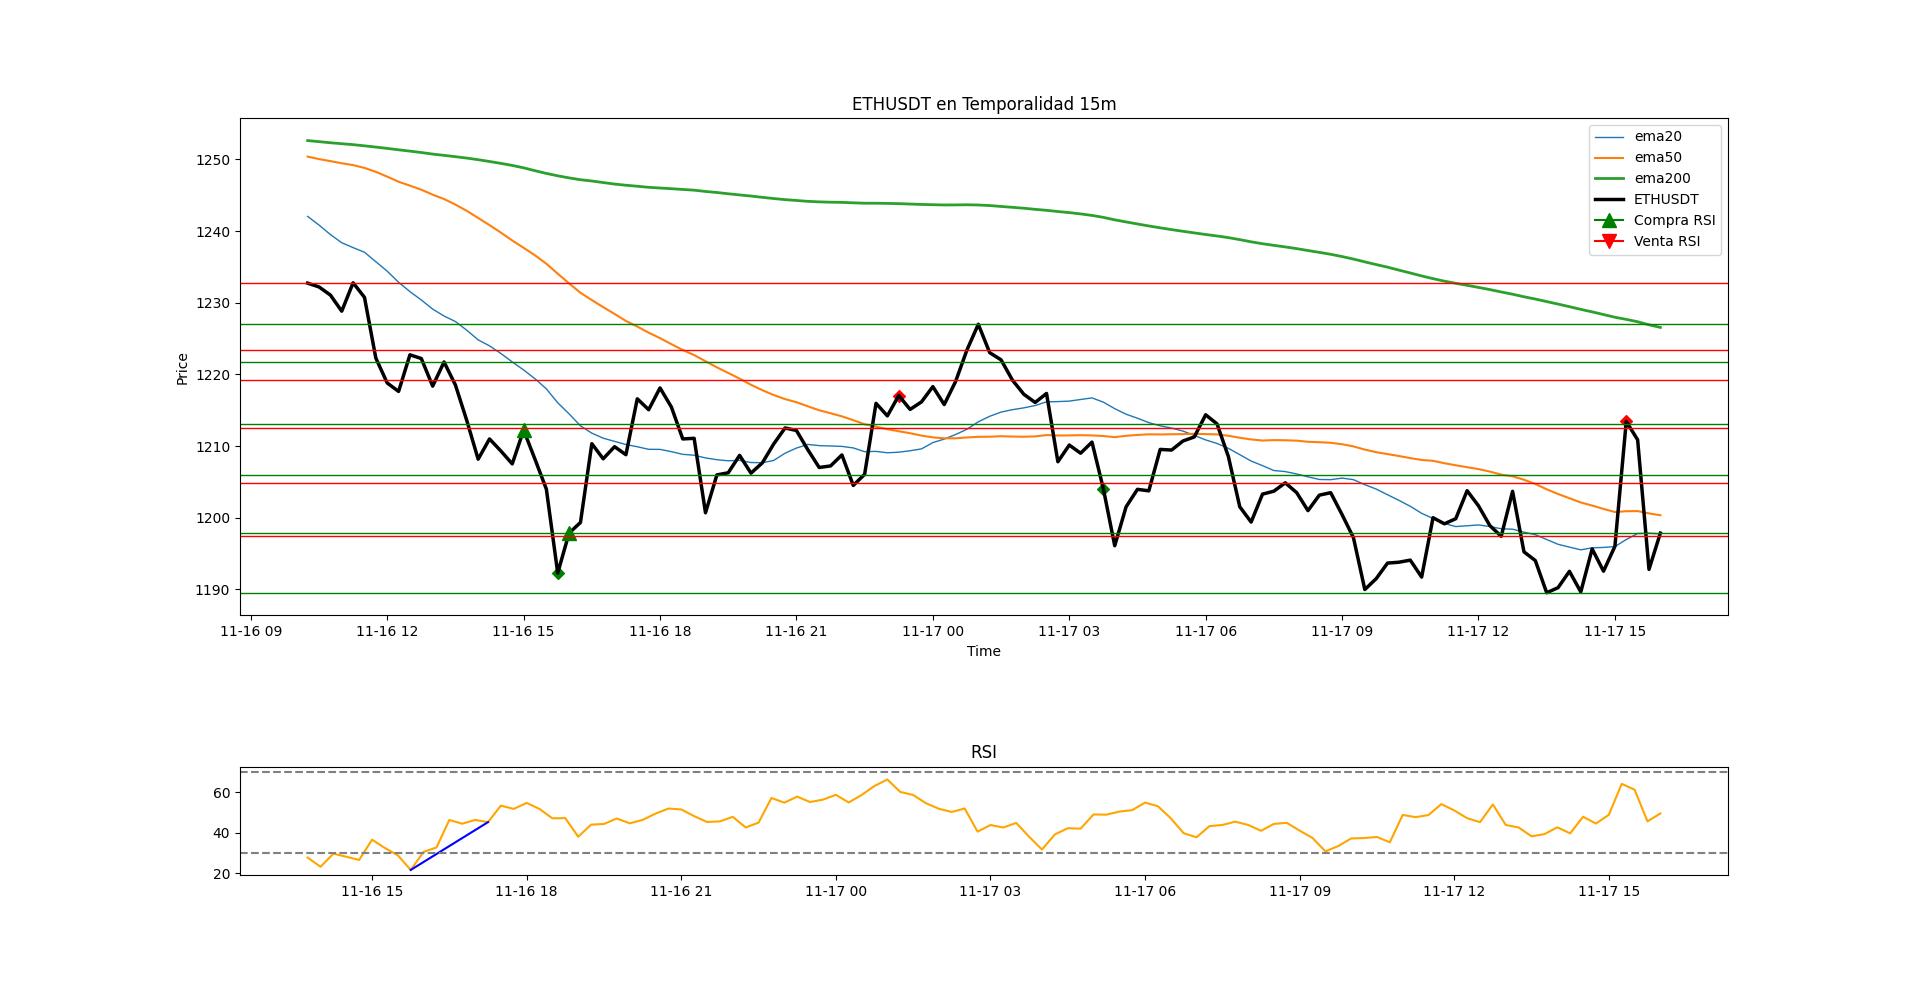 ETHUSDT en Temporalidad 15m
ema20
ema50
ema200
ETHUSDT
Compra RSI
Venta RSI
Price
1250
1240
1230
1220
1210
1200
1190
11-16 09 11-16 12 11-16 15 11-16 18 11-16 21 11-17 00 11-17 03 11-17 06 11-17 09 11-17 12 11-17 15
Time
RSI
60
40
20
11-16 15 11-16 18 11-16 21 11-17 00 11-17 03 11-17 06 11-17 09 11-17 12 11-17 15